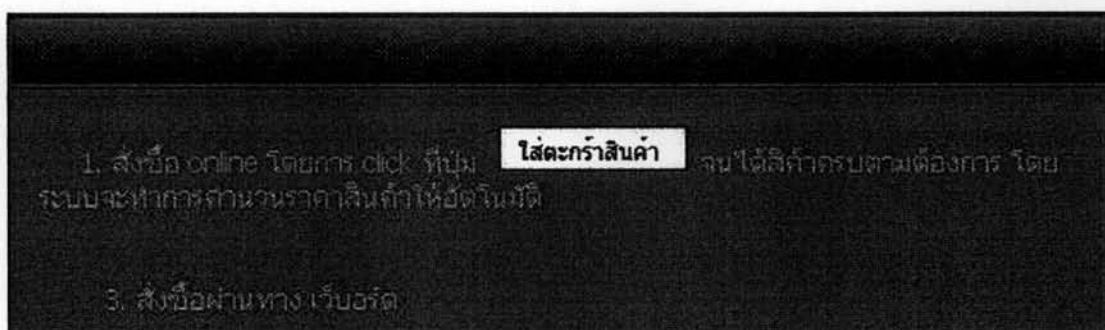 1. สั่งซื้อ online โดยการ click ที่ปุ่ม ใส่ตะกร้าสินค้า จนได้สิค้าครบตามต้องการ โดย
ระบบจะทำการคำนวนราคาสินค้าให้อัตโนมัติ
3. สั่งซื้อผ่านทาง เว็บอร์ด